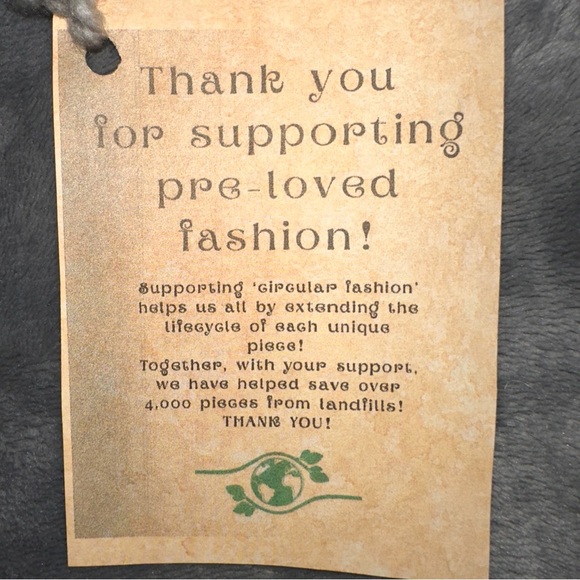 Thank you
for supporting
pre-loved
fashion!
Supporting 'circular fashion'
helps us all by extending the
lifecycle of each unique
piece!
Together, with your support,
we have helped save over
4,000 pieces from landfills!
THANK YOU!